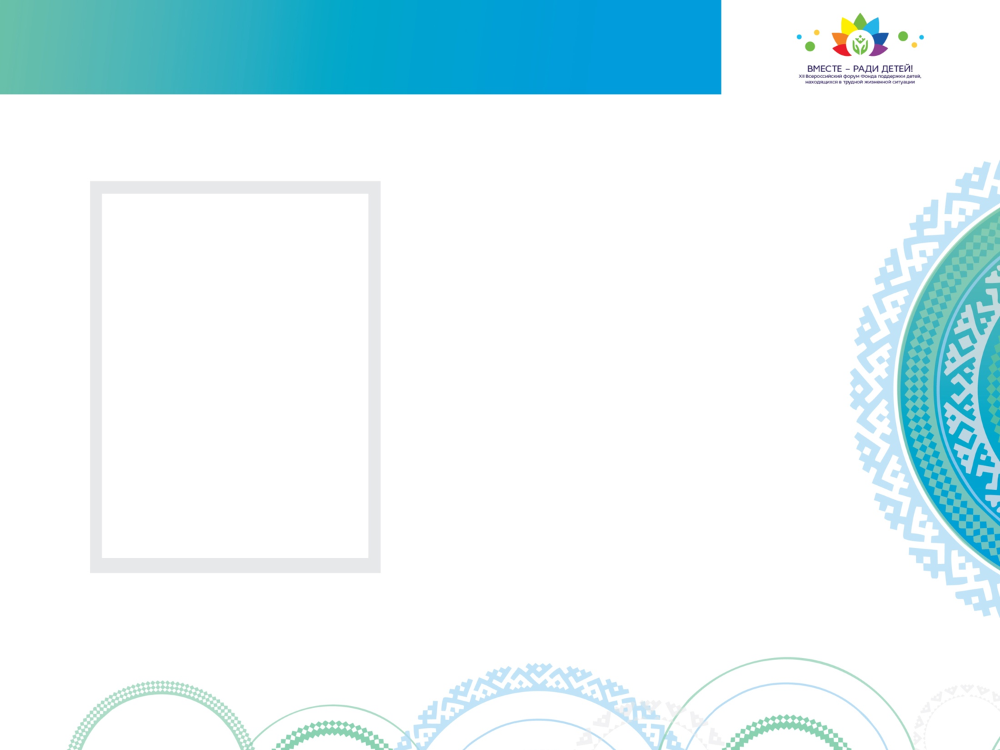 ВМЕСТЕ – РАДИ ДЕТЕЙ!
XII Всероссийский форум Фонда поддержки детей,
находящихся в трудной жизненной ситуации